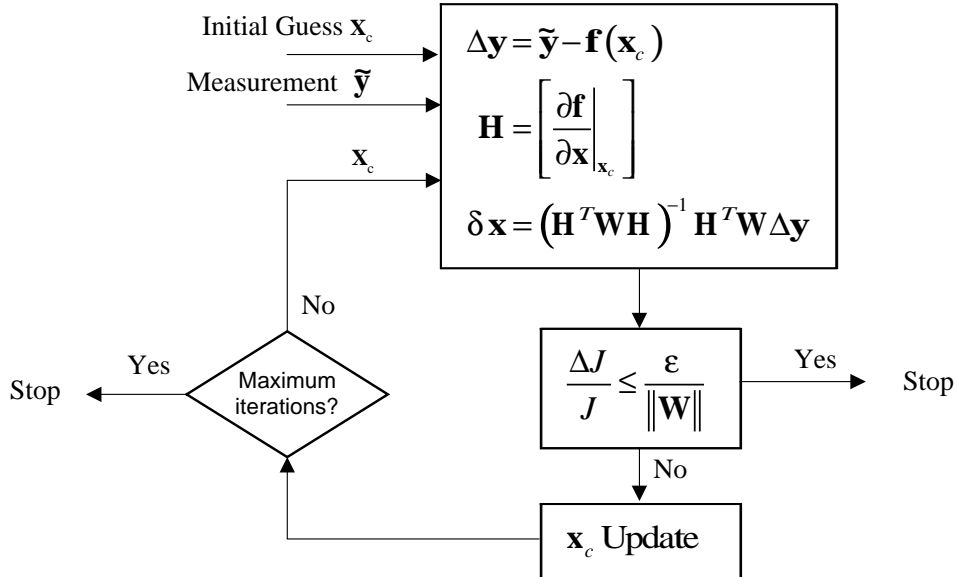 Initial Guess x_c
Measurement ỹ
x_c
Δy = ỹ − f(x_c)
H = [∂f/∂x|_{x_c}]
δx = (H^T W H)^{-1} H^T W Δy
No
Yes
Stop
Maximum
iterations?
ΔJ/J ≤ ε/‖W‖
Yes
Stop
No
x_c Update